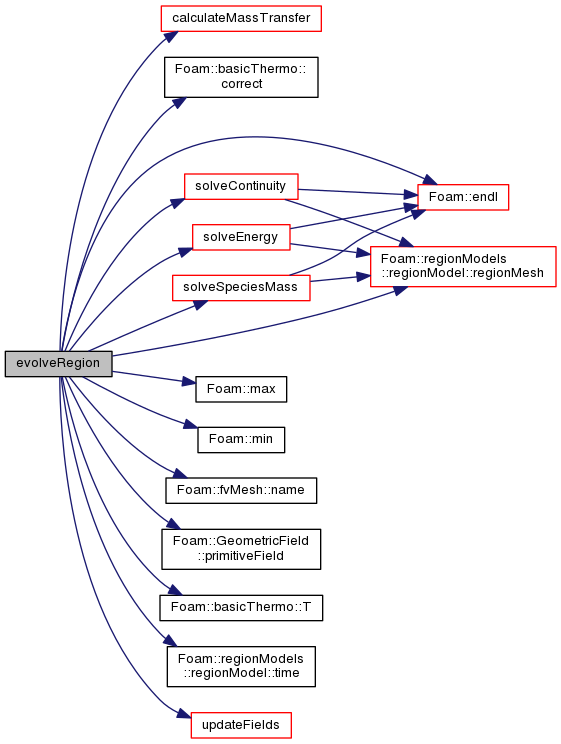 calculateMassTransfer
Foam::basicThermo::
correct
solveContinuity
Foam::endl
solveEnergy
Foam::regionModels
::regionModel::regionMesh
solveSpeciesMass
evolveRegion
Foam::max
Foam::min
Foam::fvMesh::name
Foam::GeometricField
::primitiveField
Foam::basicThermo::T
Foam::regionModels
::regionModel::time
updateFields